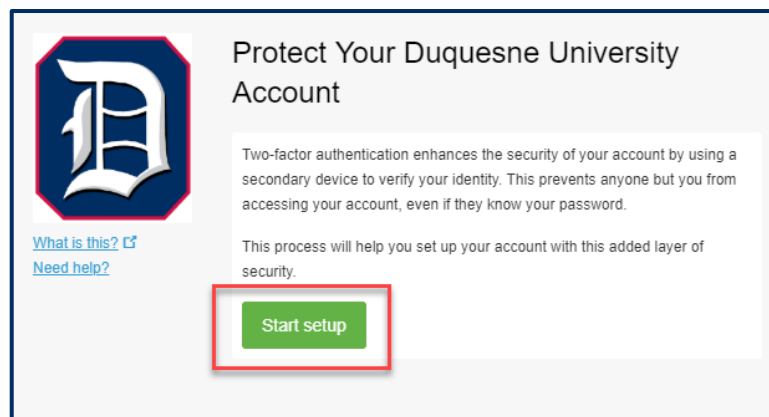 D
Protect Your Duquesne University
Account
Two-factor authentication enhances the security of your account by using a
secondary device to verify your identity. This prevents anyone but you from
accessing your account, even if they know your password.
This process will help you set up your account with this added layer of
security.
What is this?
Need help?
Start setup